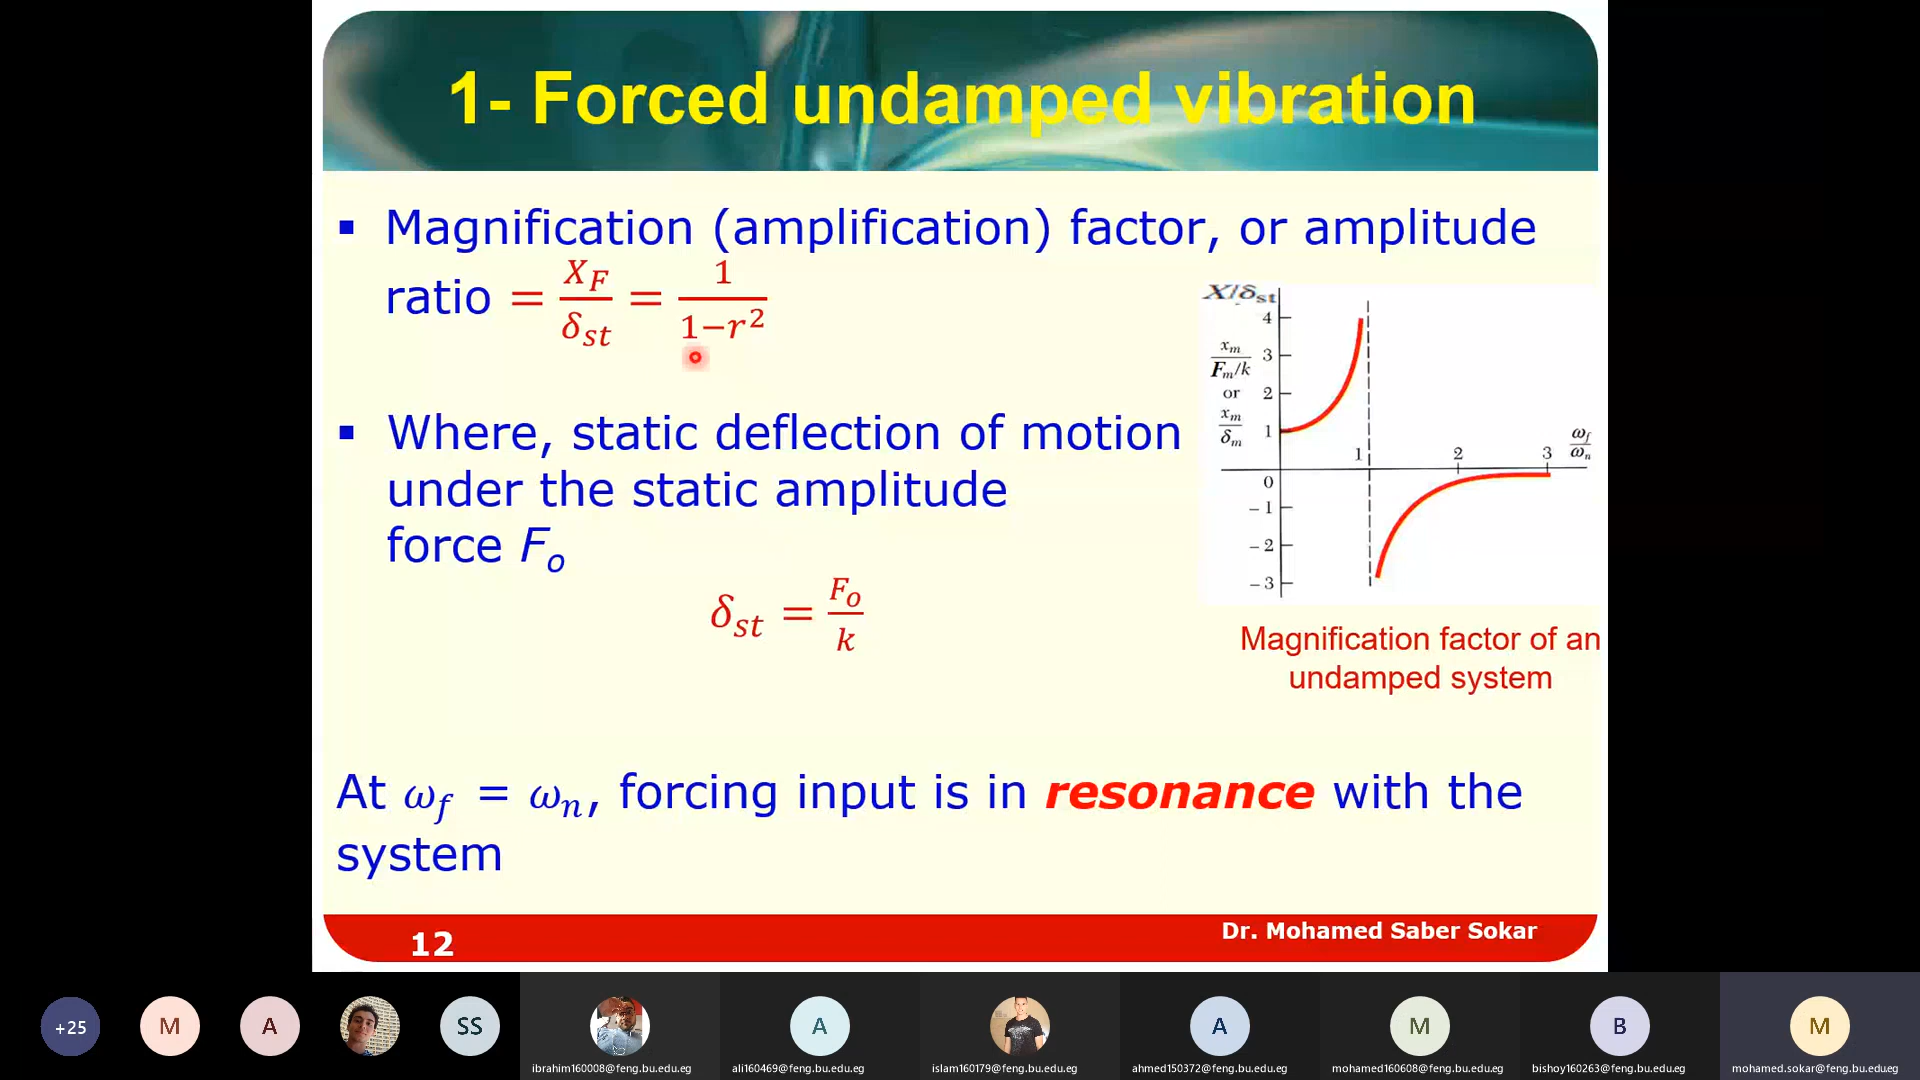 1- Forced undamped vibration
▪ Magnification (amplification) factor, or amplitude
ratio = X_F/δ_st = 1/(1−r²)
▪ Where, static deflection of motion
under the static amplitude
force F_o
δ_st = F_o/k
X/δst
x_m/(F_m/k)
or
x_m/δ_m
4
3
2
1
0
−1
−2
−3
1 2 3
ω_f/ω_n
Magnification factor of an
undamped system
At ω_f = ω_n, forcing input is in resonance with the
system
12
Dr. Mohamed Saber Sokar
+25
M
A
SS
A
A
M
B
M
ibrahim160008@feng.bu.edu.eg
ali160469@feng.bu.edu.eg
islam160179@feng.bu.edu.eg
ahmed150372@feng.bu.edu.eg
mohamed160608@feng.bu.edu.eg
bishoy160263@feng.bu.edu.eg
mohamed.sokar@feng.bu.edu.eg